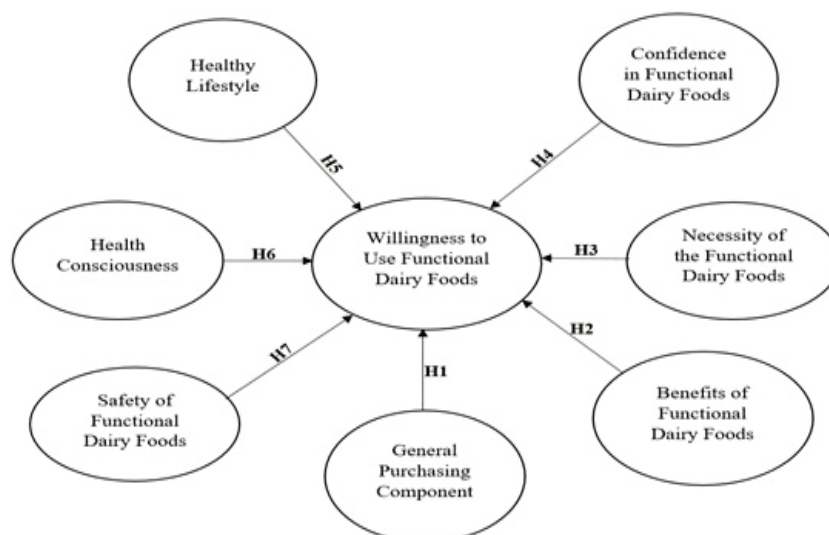 Healthy
Lifestyle
Confidence
in Functional
Dairy Foods
H5
H4
Health
Consciousness
H6
Willingness to
Use Functional
Dairy Foods
H3
Necessity of
the Functional
Dairy Foods
H7
H2
Safety of
Functional
Dairy Foods
H1
Benefits of
Functional
Dairy Foods
General
Purchasing
Component